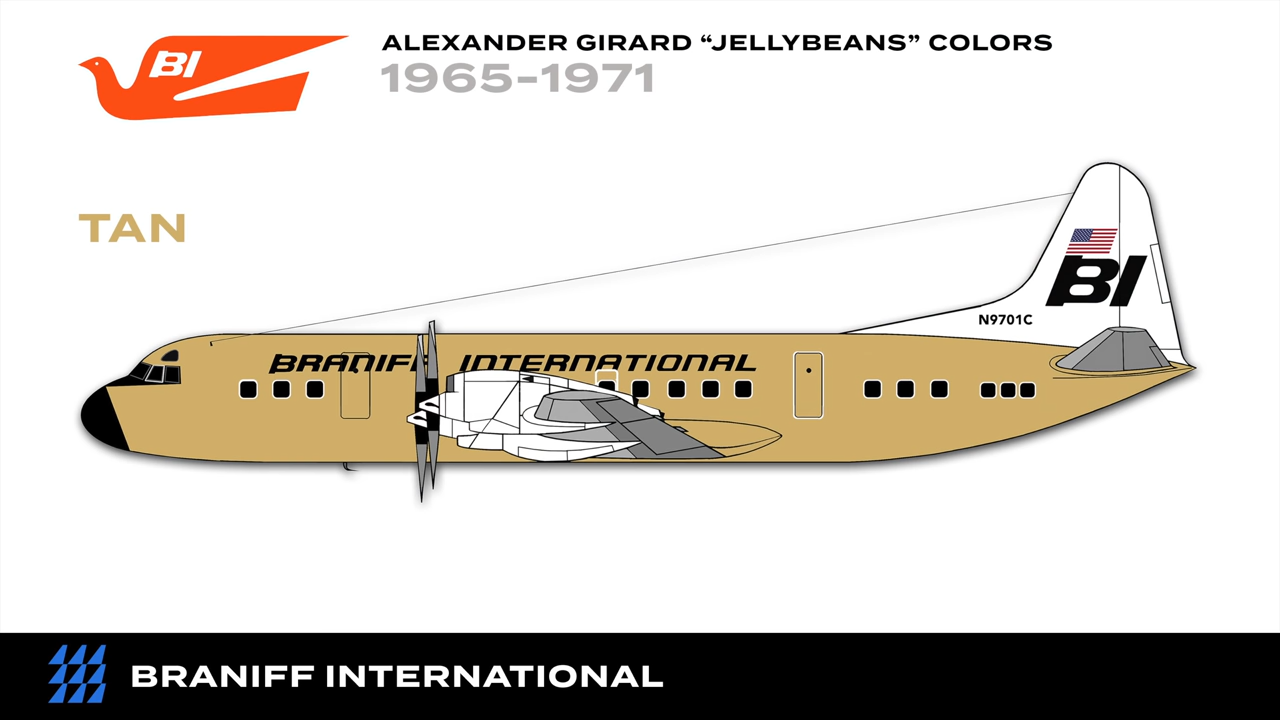 BI
ALEXANDER GIRARD “JELLYBEANS” COLORS
1965-1971
TAN
BI
N9701C
BRANIFF INTERNATIONAL
BRANIFF INTERNATIONAL